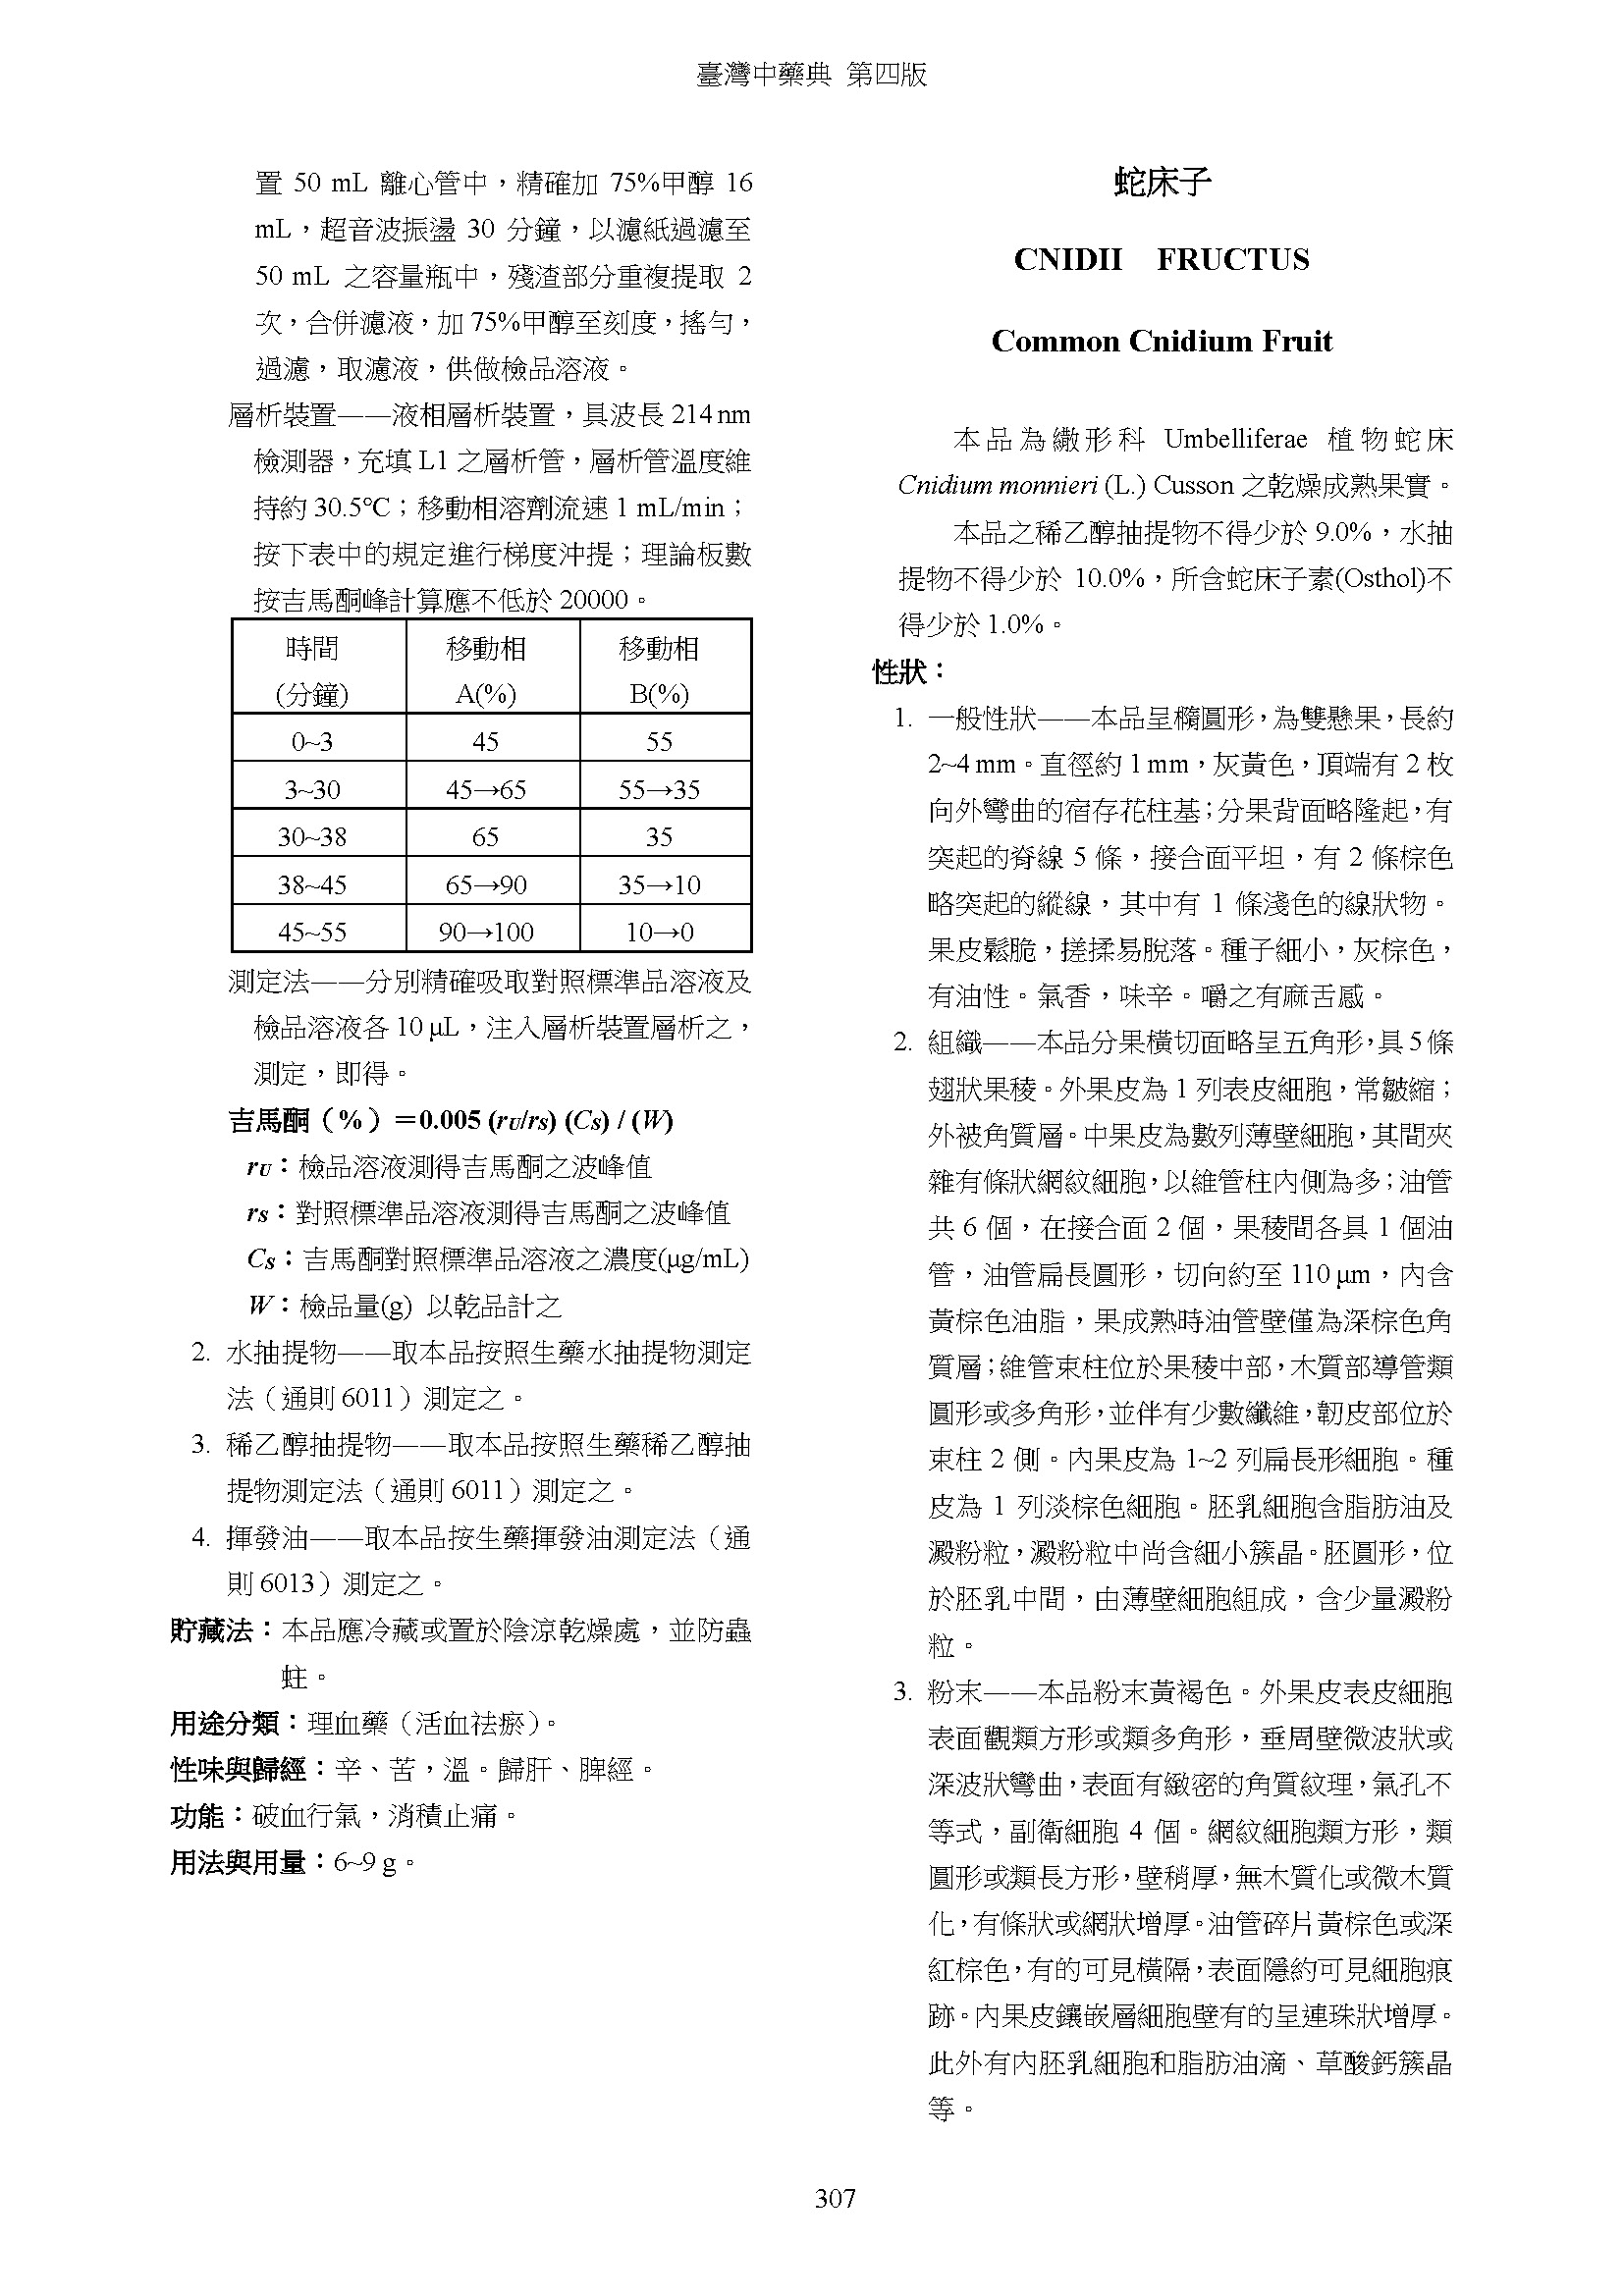 臺灣中藥典 第四版
置 50 mL 離心管中，精確加 75%甲醇 16
mL，超音波振盪 30 分鐘，以濾紙過濾至
50 mL 之容量瓶中，殘渣部分重複提取 2
次，合併濾液，加 75%甲醇至刻度，搖勻，
過濾，取濾液，供做檢品溶液。
層析裝置——液相層析裝置，具波長 214 nm
檢測器，充填 L1 之層析管，層析管溫度維
持約 30.5°C；移動相溶劑流速 1 mL/min；
按下表中的規定進行梯度沖提；理論板數
按吉馬酮峰計算應不低於 20000。
時間 移動相 移動相
(分鐘) A(%) B(%)
0~3 45 55
3~30 45→65 55→35
30~38 65 35
38~45 65→90 35→10
45~55 90→100 10→0
測定法——分別精確吸取對照標準品溶液及
檢品溶液各 10 μL，注入層析裝置層析之，
測定，即得。
吉馬酮（%）＝0.005 (rU/rS) (CS) / (W)
rU：檢品溶液測得吉馬酮之波峰值
rS：對照標準品溶液測得吉馬酮之波峰值
CS：吉馬酮對照標準品溶液之濃度(μg/mL)
W：檢品量(g) 以乾品計之
2. 水抽提物——取本品按照生藥水抽提物測定
法（通則 6011）測定之。
3. 稀乙醇抽提物——取本品按照生藥稀乙醇抽
提物測定法（通則 6011）測定之。
4. 揮發油——取本品按生藥揮發油測定法（通
則 6013）測定之。
貯藏法：本品應冷藏或置於陰涼乾燥處，並防蟲
蛀。
用途分類：理血藥（活血祛瘀）。
性味與歸經：辛、苦，溫。歸肝、脾經。
功能：破血行氣，消積止痛。
用法與用量：6~9 g。
蛇床子
CNIDII FRUCTUS
Common Cnidium Fruit
本品為繖形科 Umbelliferae 植物蛇床
Cnidium monnieri (L.) Cusson 之乾燥成熟果實。
本品之稀乙醇抽提物不得少於 9.0%，水抽
提物不得少於 10.0%，所含蛇床子素(Osthol)不
得少於 1.0%。
性狀：
1. 一般性狀——本品呈橢圓形，為雙懸果，長約
2~4 mm。直徑約 1 mm，灰黃色，頂端有 2 枚
向外彎曲的宿存花柱基；分果背面略隆起，有
突起的脊線 5 條，接合面平坦，有 2 條棕色
略突起的縱線，其中有 1 條淺色的線狀物。
果皮鬆脆，搓揉易脫落。種子細小，灰棕色，
有油性。氣香，味辛。嚼之有麻舌感。
2. 組織——本品分果橫切面略呈五角形，具 5 條
翅狀果稜。外果皮為 1 列表皮細胞，常皺縮；
外被角質層。中果皮為數列薄壁細胞，其間夾
雜有條狀網紋細胞，以維管柱內側為多；油管
共 6 個，在接合面 2 個，果稜間各具 1 個油
管，油管扁長圓形，切向約至 110 μm，內含
黃棕色油脂，果成熟時油管壁僅為深棕色角
質層；維管束柱位於果稜中部，木質部導管類
圓形或多角形，並伴有少數纖維，韌皮部位於
束柱 2 側。內果皮為 1~2 列扁長形細胞。種
皮為 1 列淡棕色細胞。胚乳細胞含脂肪油及
澱粉粒，澱粉粒中尚含細小簇晶。胚圓形，位
於胚乳中間，由薄壁細胞組成，含少量澱粉
粒。
3. 粉末——本品粉末黃褐色。外果皮表皮細胞
表面觀類方形或類多角形，垂周壁微波狀或
深波狀彎曲，表面有緻密的角質紋理，氣孔不
等式，副衛細胞 4 個。網紋細胞類方形，類
圓形或類長方形，壁稍厚，無木質化或微木質
化，有條狀或網狀增厚。油管碎片黃棕色或深
紅棕色，有的可見橫隔，表面隱約可見細胞痕
跡。內果皮鑲嵌層細胞壁有的呈連珠狀增厚。
此外有內胚乳細胞和脂肪油滴、草酸鈣簇晶
等。
307